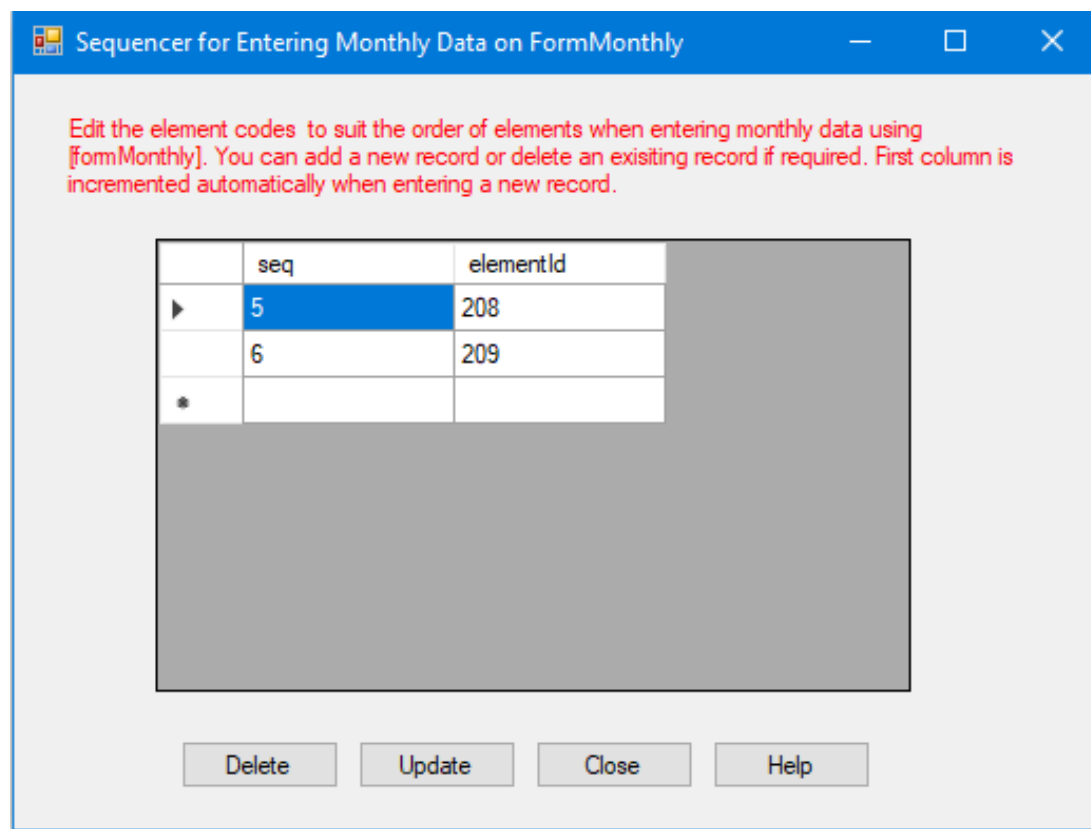 Sequencer for Entering Monthly Data on FormMonthly
Edit the element codes  to suit the order of elements when entering monthly data using
[formMonthly]. You can add a new record or delete an exisiting record if required. First column is
incremented automatically when entering a new record.
seq elementId
5 208
6 209
Delete Update Close Help